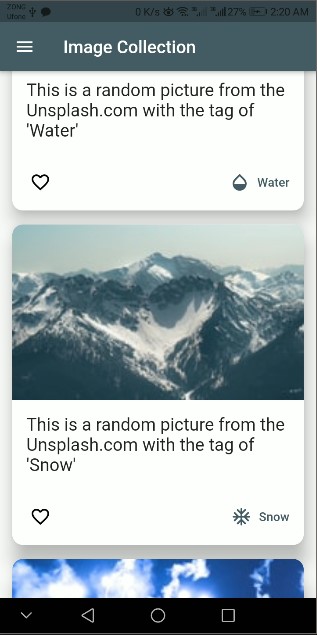 ZONG
Ufone
0 K/s
27%
2:20 AM
Image Collection
This is a random picture from the
Unsplash.com with the tag of
'Water'
Water
This is a random picture from the
Unsplash.com with the tag of
'Snow'
Snow